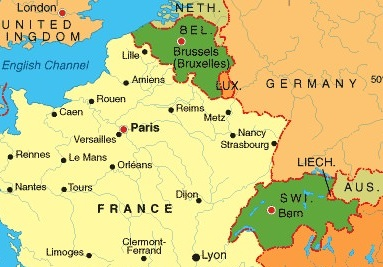 London
NETH.
UNITED
KINGDOM
BEL.
Brussels
(Bruxelles)
English Channel
Lille
GERMANY
50°
LUX.
Amiens
Rouen
Reims
Caen
Metz
Paris
Versailles
Nancy
Strasbourg
Rennes
Le Mans
Orléans
LIECH.
AUS.
Nantes
Tours
Dijon
SWI.
Bern
FRANCE
Clermont-
Ferrand
Limoges
Lyon